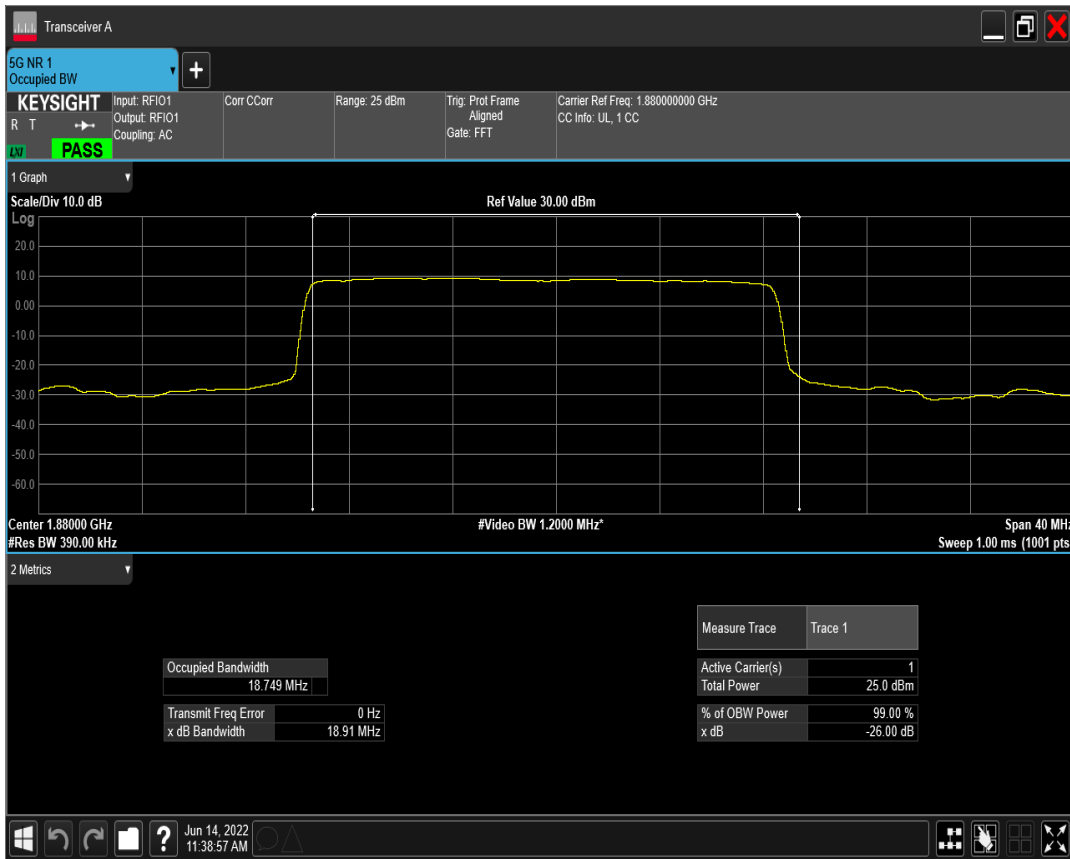 Transceiver A
5G NR 1
Occupied BW
+
KEYSIGHT
R T
LXI
PASS
Input: RFIO1
Output: RFIO1
Coupling: AC
Corr CCorr
Range: 25 dBm
Trig: Prot Frame
Aligned
Gate: FFT
Carrier Ref Freq: 1.880000000 GHz
CC Info: UL, 1 CC
1 Graph
Scale/Div 10.0 dB
Ref Value 30.00 dBm
Log
20.0
10.0
0.00
-10.0
-20.0
-30.0
-40.0
-50.0
-60.0
Center 1.88000 GHz
#Video BW 1.2000 MHz*
Span 40 MHz
#Res BW 390.00 kHz
Sweep 1.00 ms (1001 pts
2 Metrics
Measure Trace Trace 1
Occupied Bandwidth
18.749 MHz
Active Carrier(s) 1
Total Power 25.0 dBm
Transmit Freq Error 0 Hz
x dB Bandwidth 18.91 MHz
% of OBW Power 99.00 %
x dB -26.00 dB
?
Jun 14, 2022
11:38:57 AM